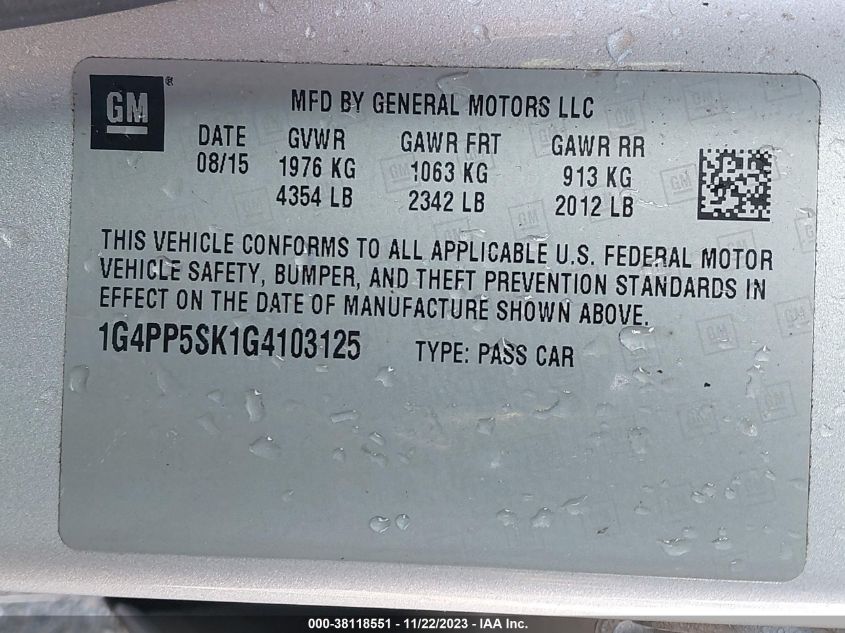 GM®
MFD BY GENERAL MOTORS LLC
DATE GVWR GAWR FRT GAWR RR
08/15 1976 KG 1063 KG 913 KG
4354 LB 2342 LB 2012 LB
THIS VEHICLE CONFORMS TO ALL APPLICABLE U.S. FEDERAL MOTOR
VEHICLE SAFETY, BUMPER, AND THEFT PREVENTION STANDARDS IN
EFFECT ON THE DATE OF MANUFACTURE SHOWN ABOVE.
1G4PP5SK1G4103125 TYPE: PASS CAR
000-38118551 - 11/22/2023 - IAA Inc.